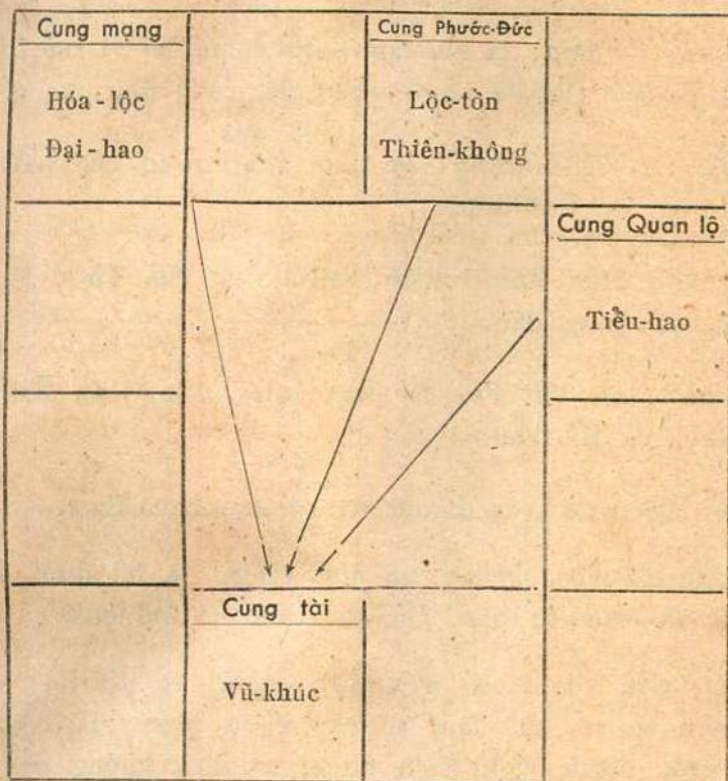 Cung mạng
Hóa-lộc
Đại-hao
Cung Phước-Đức
Lộc-tồn
Thiên-không
Cung Quan lộ
Tiều-hao
Cung tài
Vũ-khúc